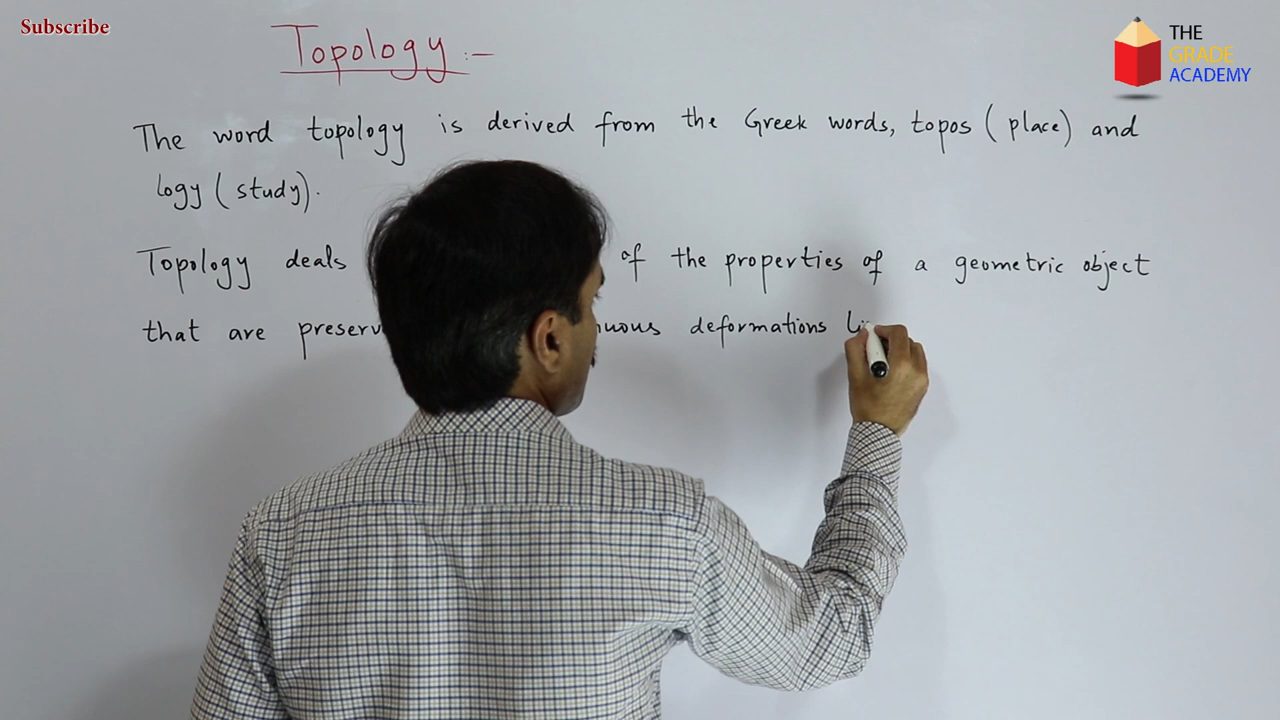 Subscribe
THE
GRADE
ACADEMY
Topology :-
The word topology is derived from the Greek words, topos (place) and
logy (study).
Topology deals of the properties of a geometric object
that are deformations